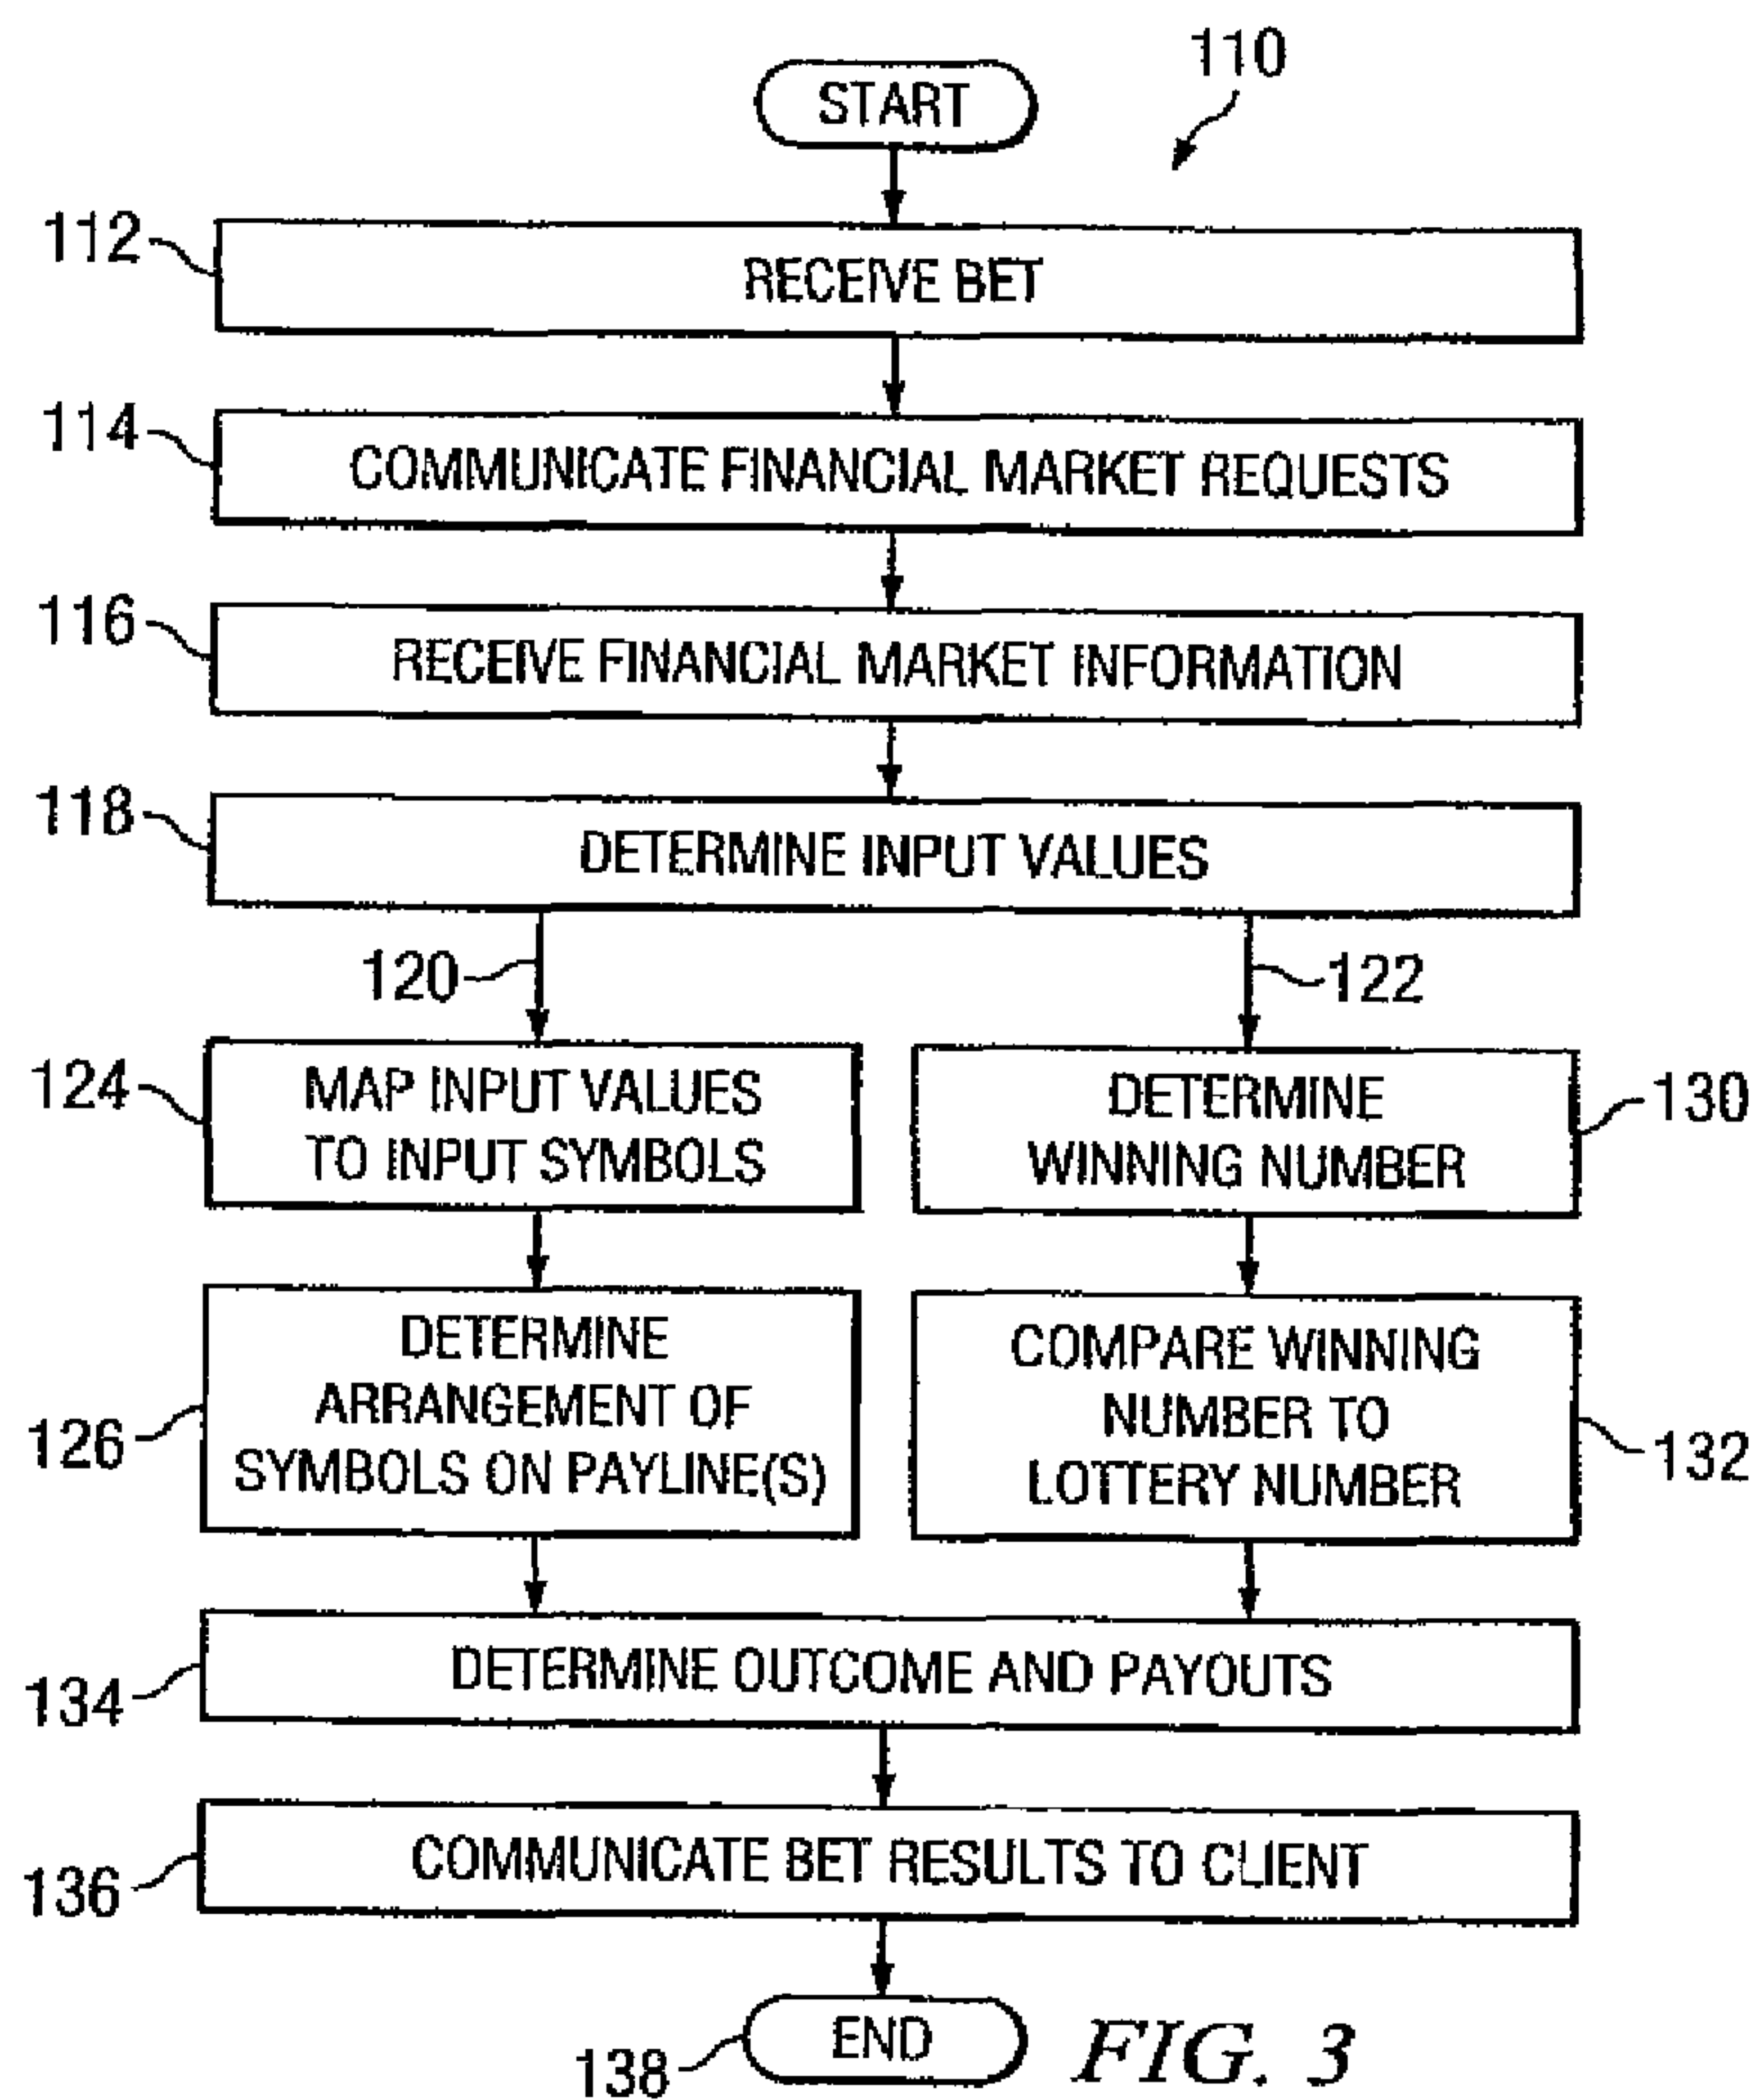 110
START
112
RECEIVE BET
114
COMMUNICATE FINANCIAL MARKET REQUESTS
116
RECEIVE FINANCIAL MARKET INFORMATION
118
DETERMINE INPUT VALUES
120
122
124
MAP INPUT VALUES
TO INPUT SYMBOLS
DETERMINE
WINNING NUMBER
130
126
DETERMINE
ARRANGEMENT OF
SYMBOLS ON PAYLINE(S)
COMPARE WINNING
NUMBER TO
LOTTERY NUMBER
132
134
DETERMINE OUTCOME AND PAYOUTS
136
COMMUNICATE BET RESULTS TO CLIENT
138
END
FIG. 3